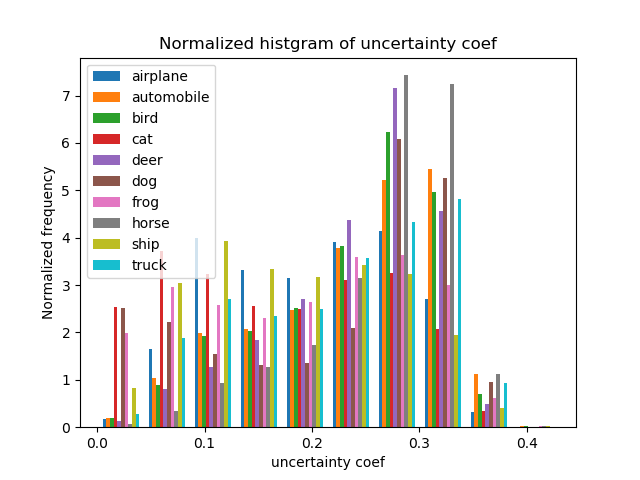 Normalized histgram of uncertainty coef
airplane
automobile
bird
cat
deer
dog
frog
horse
ship
truck
Normalized frequency
7
6
5
4
3
2
1
0
0.0 0.1 0.2 0.3 0.4
uncertainty coef